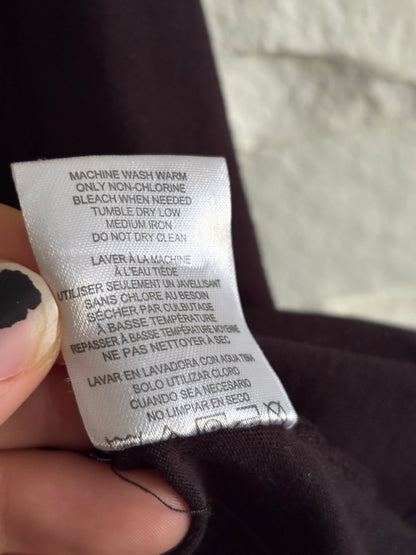 MACHINE WASH WARM
ONLY NON-CHLORINE
BLEACH WHEN NEEDED
TUMBLE DRY LOW
MEDIUM IRON
DO NOT DRY CLEAN
LAVER À LA MACHINE
À L'EAU TIÈDE
UTILISER SEULEMENT UN JAVELLISANT
SANS CHLORE AU BESOIN
SÉCHER PAR CULBUTAGE
À BASSE TEMPÉRATURE
REPASSER À BASSE TEMPÉRATURE MOYENNE
NE PAS NETTOYER À SEC
LAVAR EN LAVADORA CON AGUA TIBIA
SOLO UTILIZAR CLORO
CUANDO SEA NECESARIO
NO LIMPIAR EN SECO